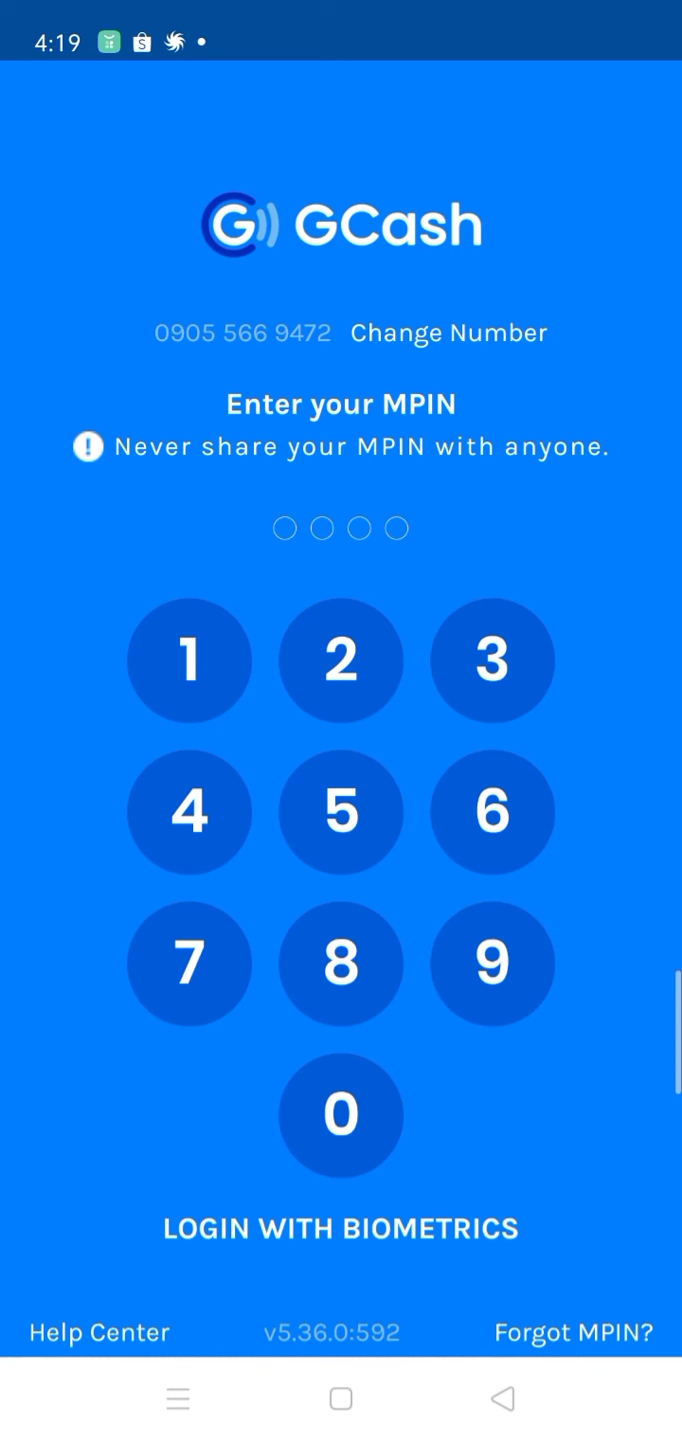 4:19
G GCash
0905 566 9472 Change Number
Enter your MPIN
! Never share your MPIN with anyone.
1 2 3
4 5 6
7 8 9
0
LOGIN WITH BIOMETRICS
Help Center v5.36.0:592 Forgot MPIN?